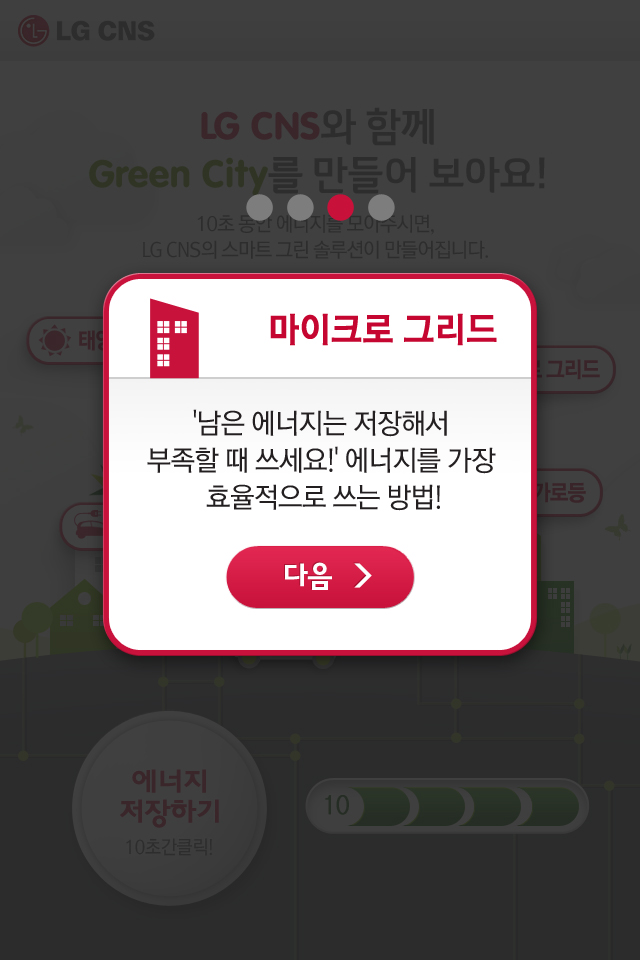 LG CNS
LG CNS와 함께
Green City를 만들어 보아요!
10초 동안 에너지를 모아주시면,
LG CNS의 스마트 그린 솔루션이 만들어집니다.
마이크로 그리드
그리드
'남은 에너지는 저장해서
부족할 때 쓰세요!' 에너지를 가장
효율적으로 쓰는 방법!
가로등
다음
에너지
저장하기
10초간클릭!
10